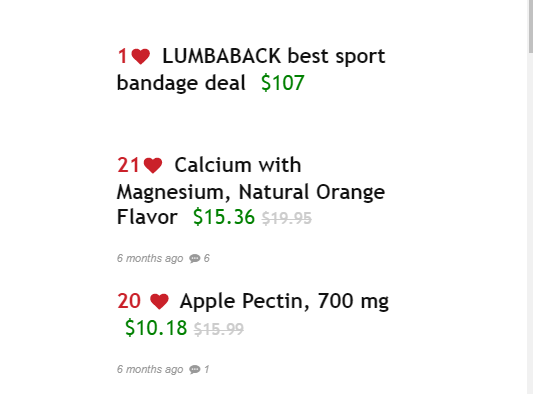 1 LUMBABACK best sport
bandage deal $107
21 Calcium with
Magnesium, Natural Orange
Flavor $15.36 $19.95
6 months ago 6
20 Apple Pectin, 700 mg
$10.18 $15.99
6 months ago 1